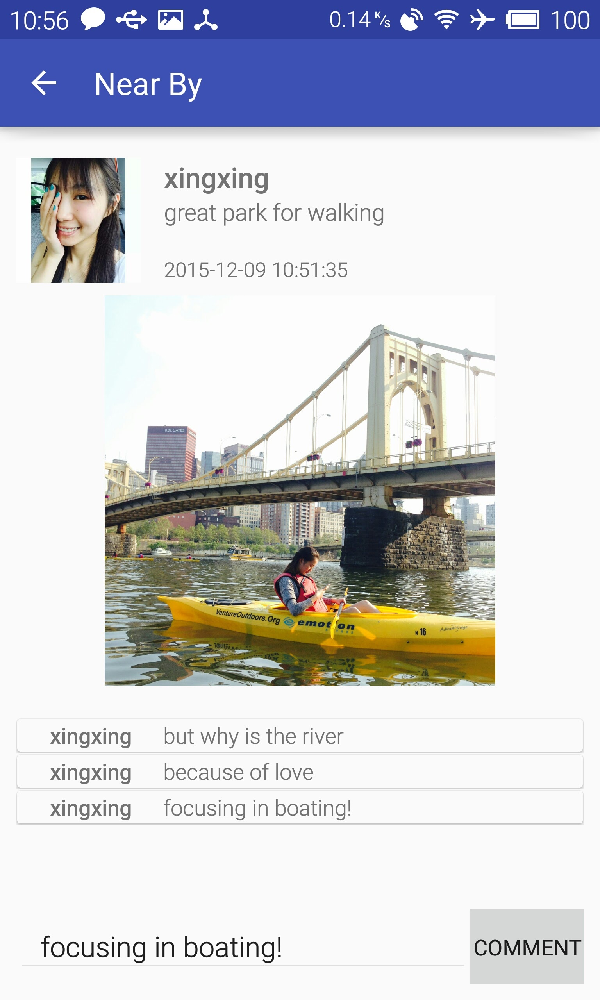 10:56 0.14 K/s 100
Near By
xingxing
great park for walking
2015-12-09 10:51:35
K&L GATES
VentureOutdoors.Org emotion
KAYAKS
N 16
AdvantEdge
xingxing but why is the river
xingxing because of love
xingxing focusing in boating!
focusing in boating!
COMMENT